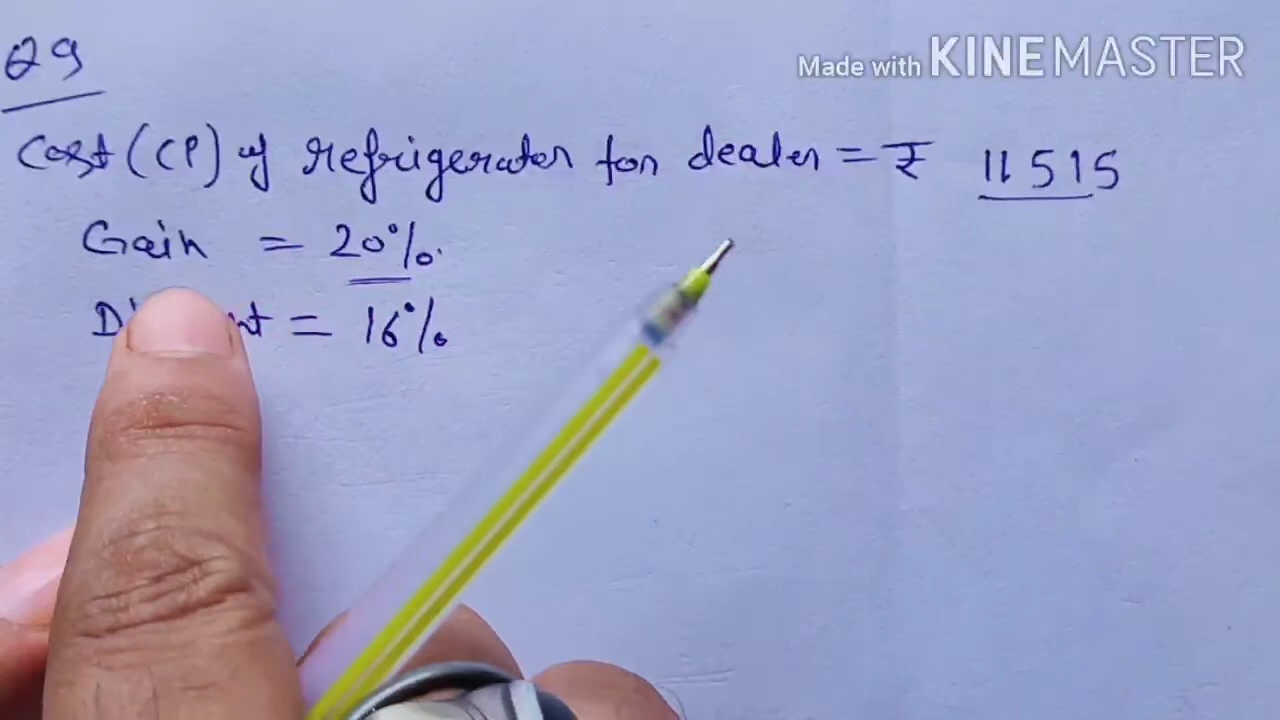 Q9
Made with KINEMASTER
Cost (CP) of refrigerator for dealer = ₹ 11515
Gain = 20%.
= 16%